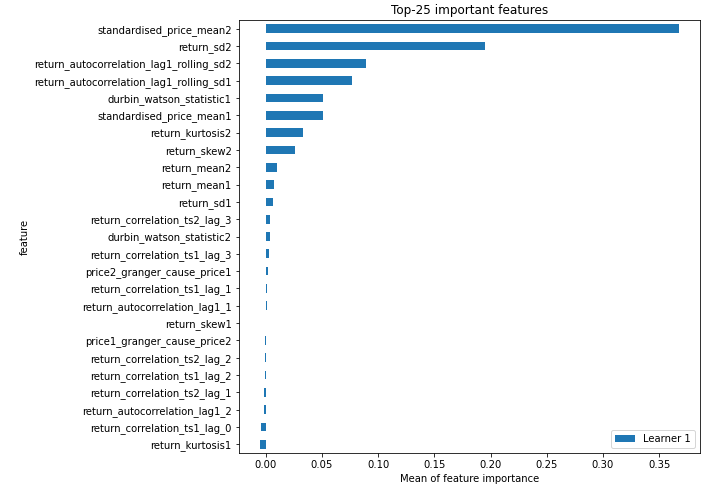 Top-25 important features
feature
standardised_price_mean2
return_sd2
return_autocorrelation_lag1_rolling_sd2
return_autocorrelation_lag1_rolling_sd1
durbin_watson_statistic1
standardised_price_mean1
return_kurtosis2
return_skew2
return_mean2
return_mean1
return_sd1
return_correlation_ts2_lag_3
durbin_watson_statistic2
return_correlation_ts1_lag_3
price2_granger_cause_price1
return_correlation_ts1_lag_1
return_autocorrelation_lag1_1
return_skew1
price1_granger_cause_price2
return_correlation_ts2_lag_2
return_correlation_ts1_lag_2
return_correlation_ts2_lag_1
return_autocorrelation_lag1_2
return_correlation_ts1_lag_0
return_kurtosis1
Learner 1
0.00 0.05 0.10 0.15 0.20 0.25 0.30 0.35
Mean of feature importance